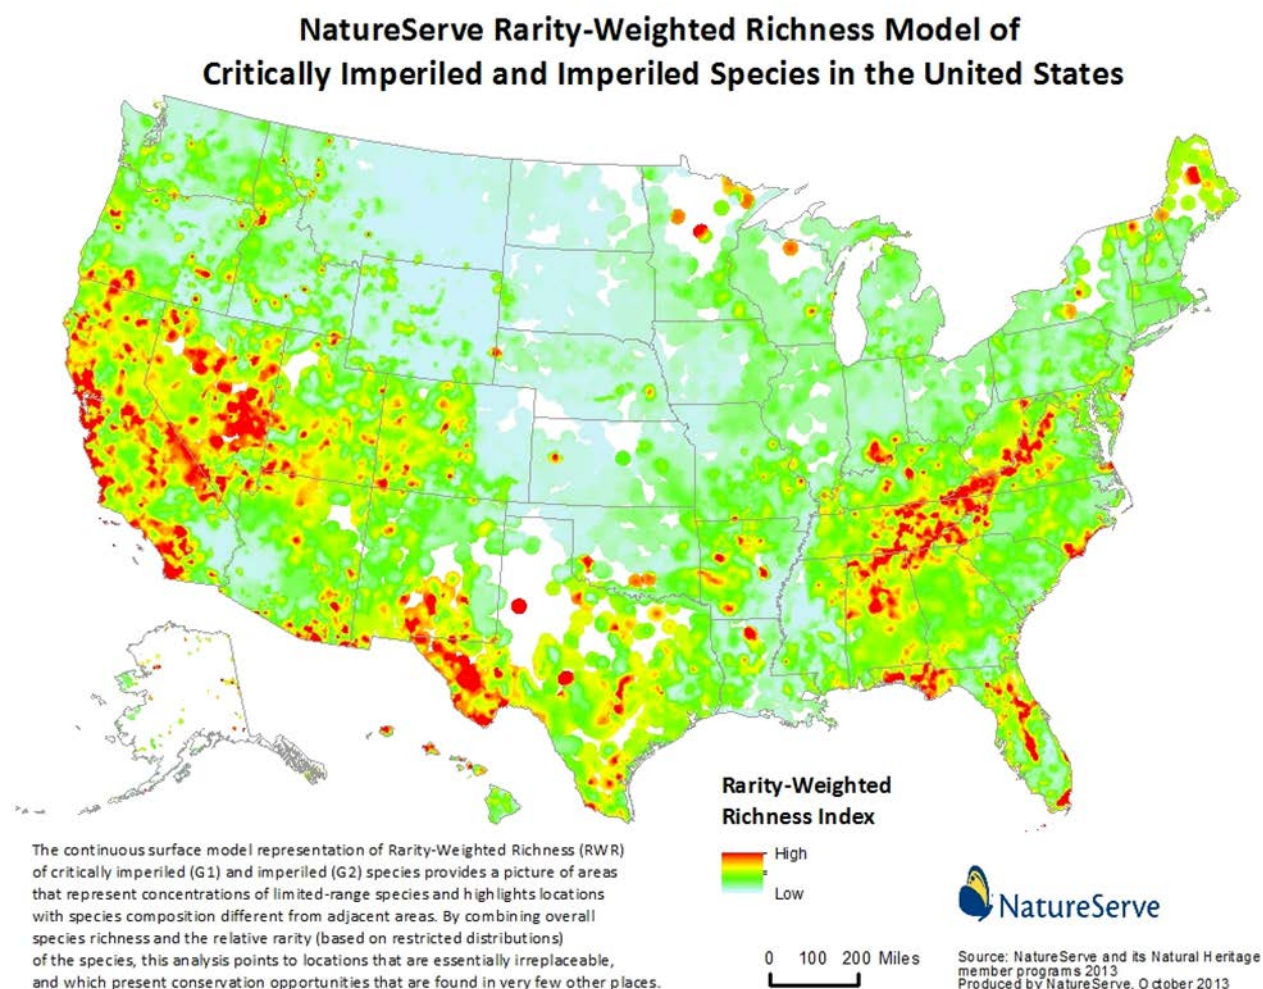 NatureServe Rarity-Weighted Richness Model of
Critically Imperiled and Imperiled Species in the United States
Rarity-Weighted
Richness Index
High
Low
The continuous surface model representation of Rarity-Weighted Richness (RWR)
of critically imperiled (G1) and imperiled (G2) species provides a picture of areas
that represent concentrations of limited-range species and highlights locations
with species composition different from adjacent areas. By combining overall
species richness and the relative rarity (based on restricted distributions)
of the species, this analysis points to locations that are essentially irreplaceable,
and which present conservation opportunities that are found in very few other places.
0 100 200 Miles
NatureServe
Source: NatureServe and its Natural Heritage
member programs 2013
Produced by NatureServe, October 2013